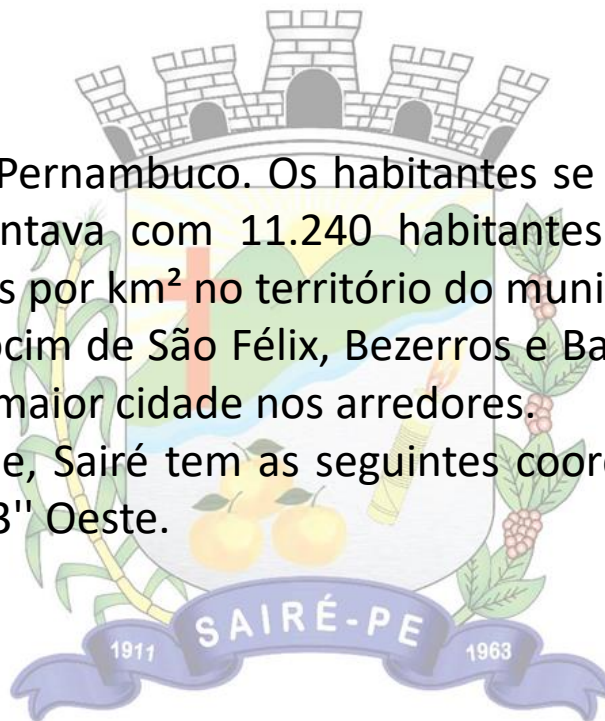 Pernambuco. Os habitantes se
ntava com 11.240 habitantes
s por km² no território do muni
ocim de São Félix, Bezerros e Ba
maior cidade nos arredores.
e, Sairé tem as seguintes coor
3'' Oeste.
SAIRÉ-PE
1911
1963